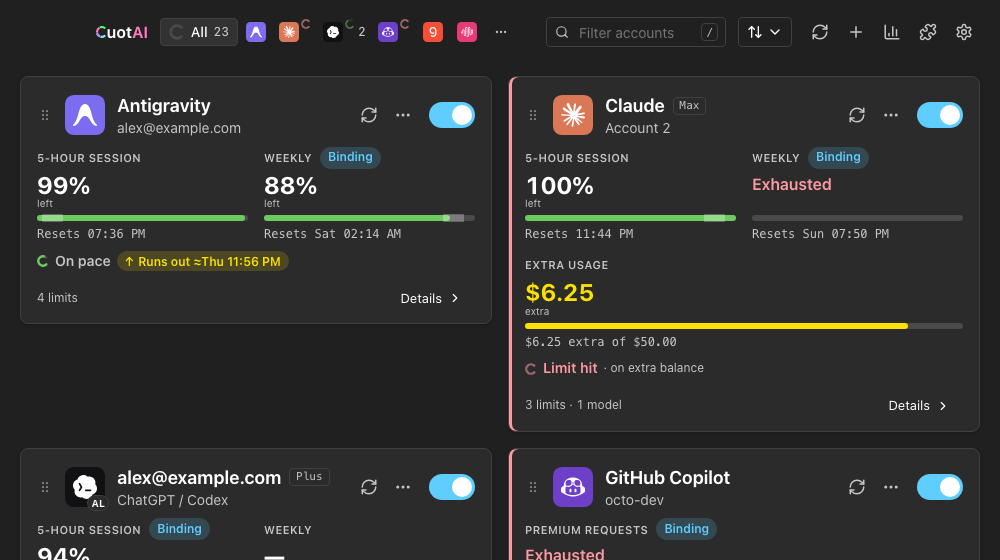 CuotAI
All 23
2
9
Filter accounts
/
Antigravity
alex@example.com
5-HOUR SESSION
99%
left
Resets 07:36 PM
WEEKLY Binding
88%
left
Resets Sat 02:14 AM
On pace ↑ Runs out ≈Thu 11:56 PM
4 limits
Details
Claude Max
Account 2
5-HOUR SESSION
100%
left
Resets 11:44 PM
WEEKLY Binding
Exhausted
Resets Sun 07:50 PM
EXTRA USAGE
$6.25
extra
$6.25 extra of $50.00
Limit hit · on extra balance
3 limits · 1 model
Details
AL
alex@example.com Plus
ChatGPT / Codex
5-HOUR SESSION Binding
94%
WEEKLY
—
GitHub Copilot
octo-dev
PREMIUM REQUESTS Binding
Exhausted